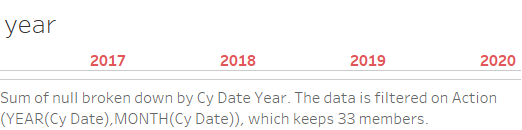 year
2017 2018 2019 2020
Sum of null broken down by Cy Date Year. The data is filtered on Action
(YEAR(Cy Date),MONTH(Cy Date)), which keeps 33 members.